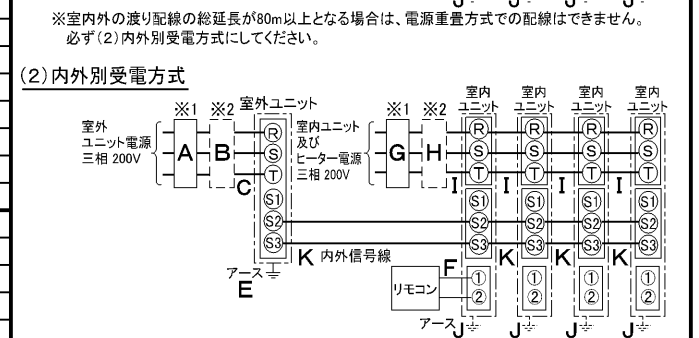 ※室内外の渡り配線の総延長が80m以上となる場合は、電源重畳方式での配線はできません。
必ず(2)内外別受電方式にしてください。
(2)内外別受電方式
※1 ※2 室外ユニット
室外
ユニット電源
三相 200V
A B
R
S
T
S1
S2
S3
C
アース
E
※1 ※2
室内ユニット
及び
ヒーター電源
三相 200V
G H
室内
ユニット
室内
ユニット
室内
ユニット
室内
ユニット
R R R R
S S S S
T T T T
I I I I
S1 S1 S1 S1
S2 S2 S2 S2
S3 S3 S3 S3
K 内外信号線 K K K
リモコン
F
① ① ① ①
② ② ② ②
アース
J J J J